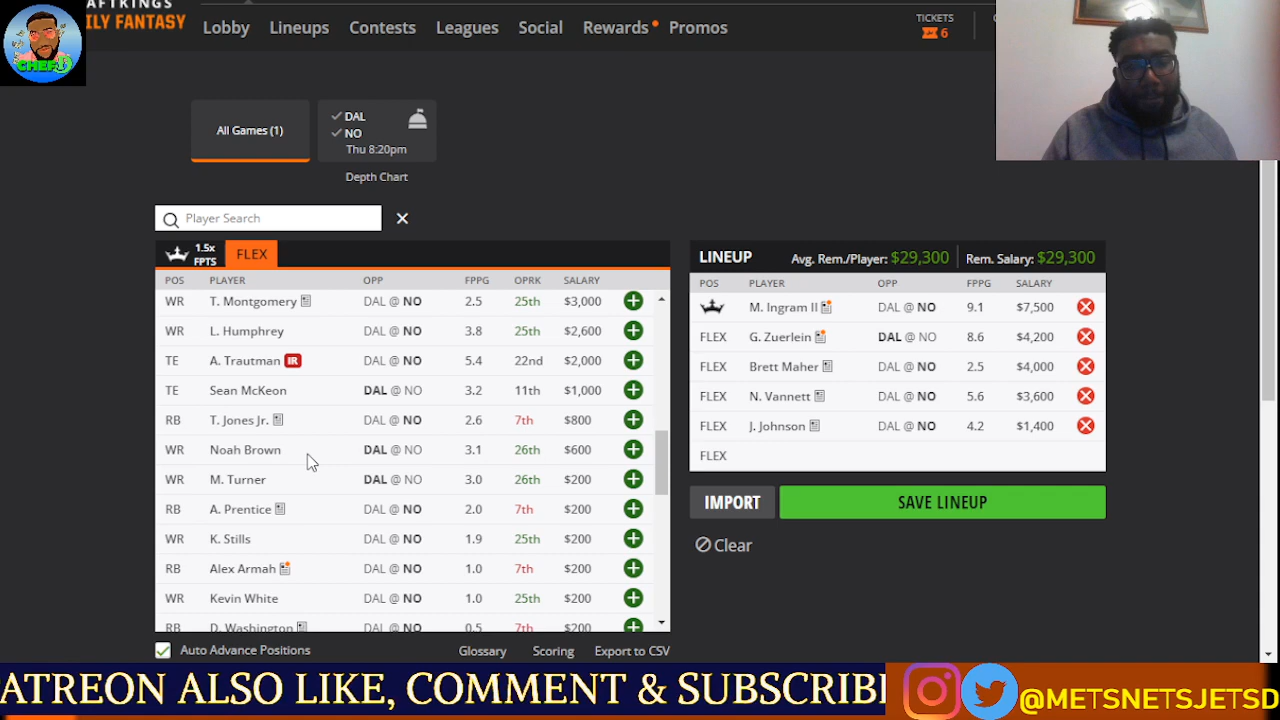 AFTKINGS
ILY FANTASY
CHEF D
Lobby Lineups Contests Leagues Social Rewards Promos
TICKETS
6
All Games (1)
DAL
NO
Thu 8:20pm
Depth Chart
Player Search
1.5x FPTS FLEX
POS PLAYER OPP FPPG OPRK SALARY
WR T. Montgomery DAL @ NO 2.5 25th $3,000
WR L. Humphrey DAL @ NO 3.8 25th $2,600
TE A. Trautman IR DAL @ NO 5.4 22nd $2,000
TE Sean McKeon DAL @ NO 3.2 11th $1,000
RB T. Jones Jr. DAL @ NO 2.6 7th $800
WR Noah Brown DAL @ NO 3.1 26th $600
WR M. Turner DAL @ NO 3.0 26th $200
RB A. Prentice DAL @ NO 2.0 7th $200
WR K. Stills DAL @ NO 1.9 25th $200
RB Alex Armah DAL @ NO 1.0 7th $200
WR Kevin White DAL @ NO 1.0 25th $200
RB D. Washington DAL @ NO 0.5 7th $200
Auto Advance Positions Glossary Scoring Export to CSV
LINEUP Avg. Rem./Player: $29,300 Rem. Salary: $29,300
POS PLAYER OPP FPPG SALARY
M. Ingram II DAL @ NO 9.1 $7,500
FLEX G. Zuerlein DAL @ NO 8.6 $4,200
FLEX Brett Maher DAL @ NO 2.5 $4,000
FLEX N. Vannett DAL @ NO 5.6 $3,600
FLEX J. Johnson DAL @ NO 4.2 $1,400
FLEX
IMPORT SAVE LINEUP
Clear
ATREON ALSO LIKE, COMMENT & SUBSCRIBE
@METSNETSJETSD